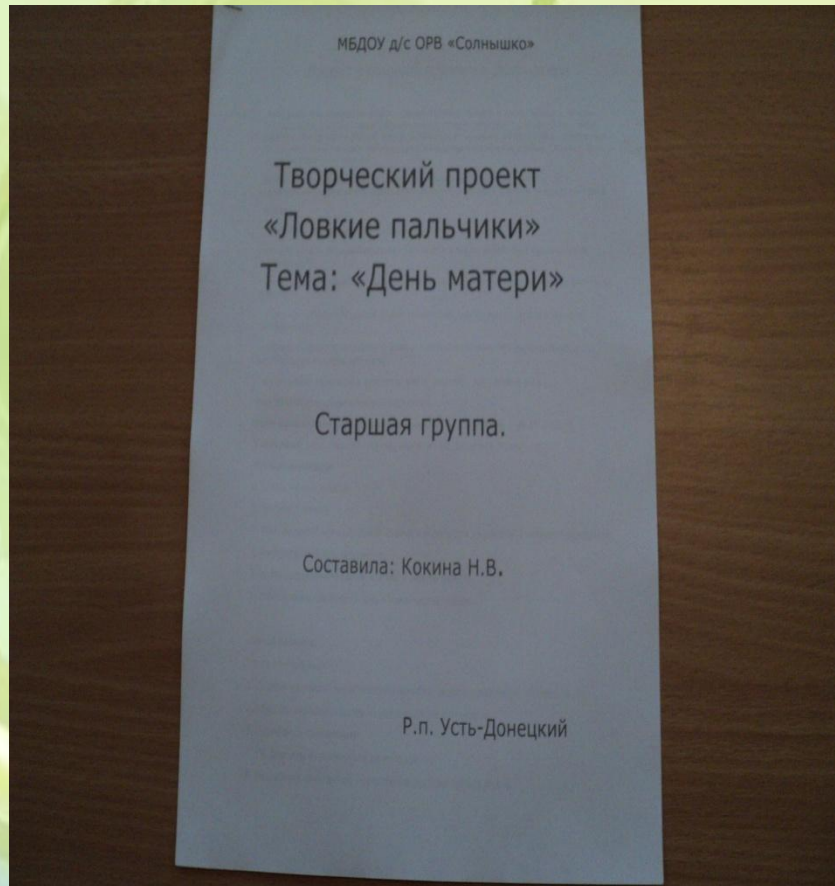 МБДОУ д/с ОРВ «Солнышко»
Творческий проект
«Ловкие пальчики»
Тема: «День матери»
Старшая группа.
Составила: Кокина Н.В.
Р.п. Усть-Донецкий